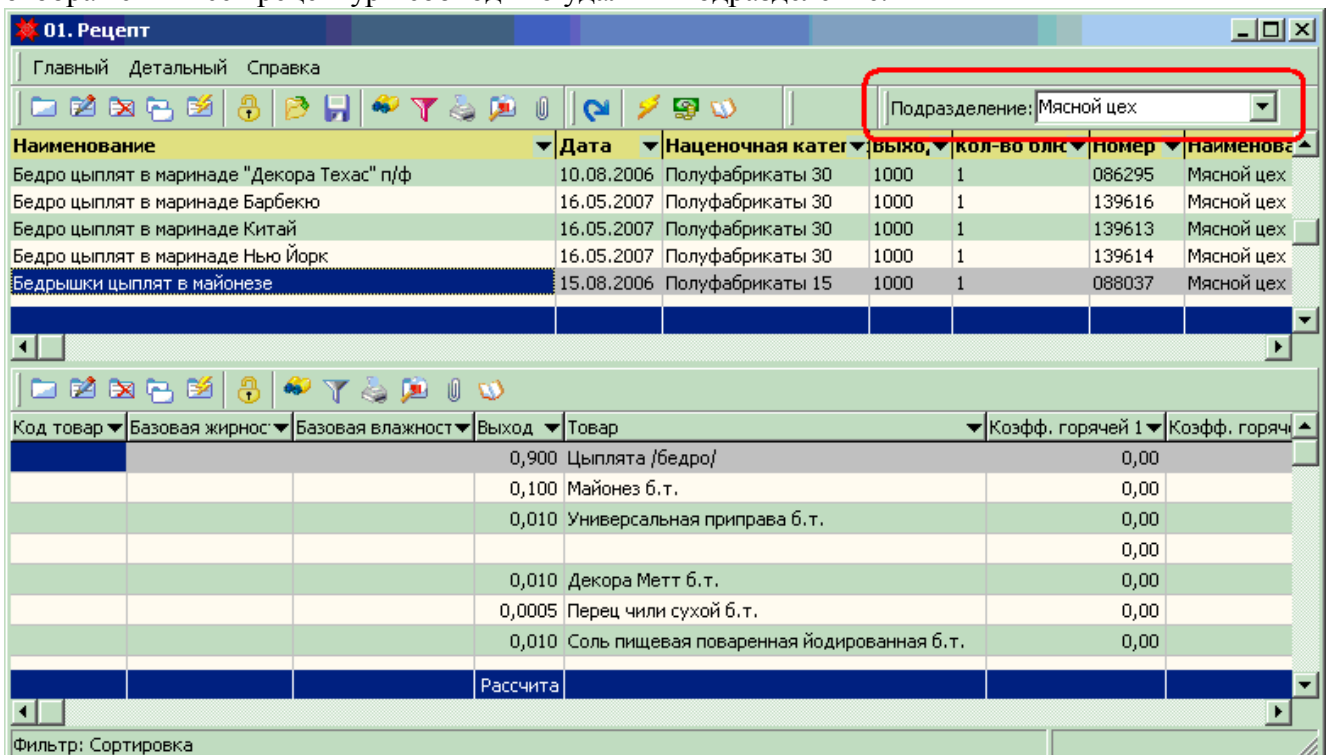 01. Рецепт
Главный Детальный Справка
Подразделение: Мясной цех
Наименование Дата Наценочная катег Выхо, Кол-во блю Номер Наименова
Бедро цыплят в маринаде "Декора Техас" п/ф 10.08.2006 Полуфабрикаты 30 1000 1 086295 Мясной цех
Бедро цыплят в маринаде Барбекю 16.05.2007 Полуфабрикаты 30 1000 1 139616 Мясной цех
Бедро цыплят в маринаде Китай 16.05.2007 Полуфабрикаты 30 1000 1 139613 Мясной цех
Бедро цыплят в маринаде Нью Йорк 16.05.2007 Полуфабрикаты 30 1000 1 139614 Мясной цех
Бедрышки цыплят в майонезе 15.08.2006 Полуфабрикаты 15 1000 1 088037 Мясной цех
Код товар Базовая жирнос Базовая влажност Выход Товар Коэфф. горячей 1 Коэфф. горяч
0,900 Цыплята /бедро/ 0,00
0,100 Майонез б.т. 0,00
0,010 Универсальная приправа б.т. 0,00
0,00
0,010 Декора Метт б.т. 0,00
0,0005 Перец чили сухой б.т. 0,00
0,010 Соль пищевая поваренная йодированная б.т. 0,00
Рассчита
Фильтр: Сортировка